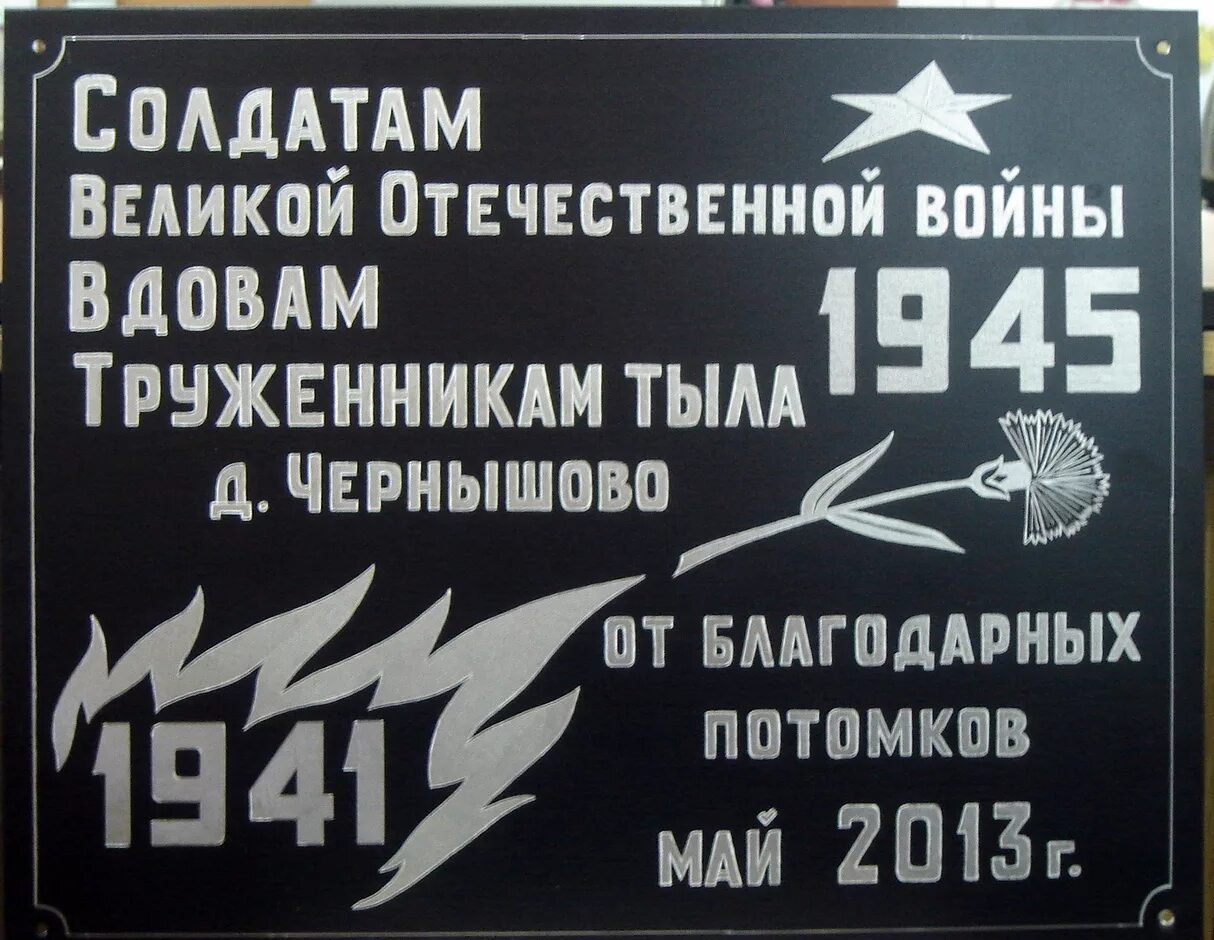 Солдатам
Великой Отечественной войны
Вдовам
1945
Труженникам тыла
д. Чернышово
от благодарных
потомков
1941
май 2013 г.